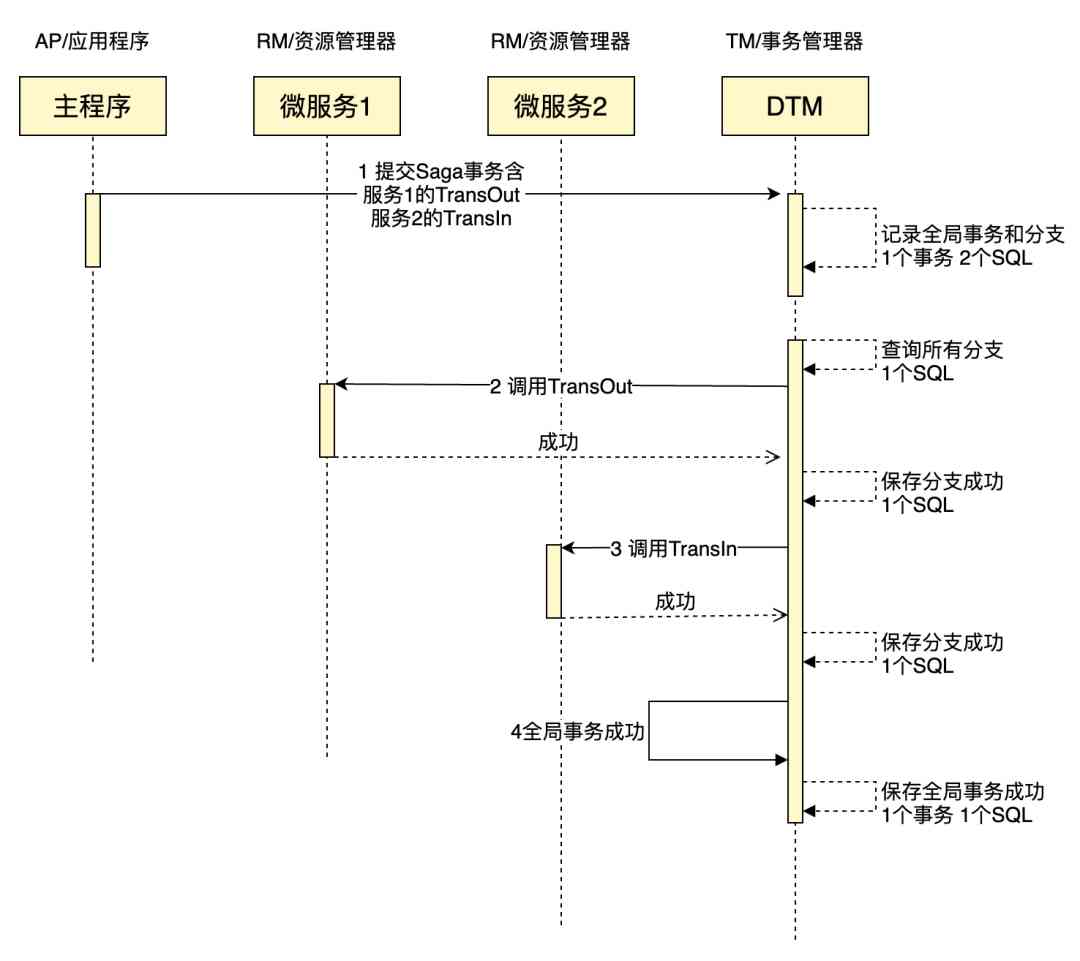 AP/应用程序
RM/资源管理器
RM/资源管理器
TM/事务管理器
主程序
微服务1
微服务2
DTM
1 提交Saga事务含
服务1的TransOut
服务2的TransIn
记录全局事务和分支
1个事务 2个SQL
查询所有分支
1个SQL
2 调用TransOut
成功
保存分支成功
1个SQL
3 调用TransIn
成功
保存分支成功
1个SQL
4全局事务成功
保存全局事务成功
1个事务 1个SQL